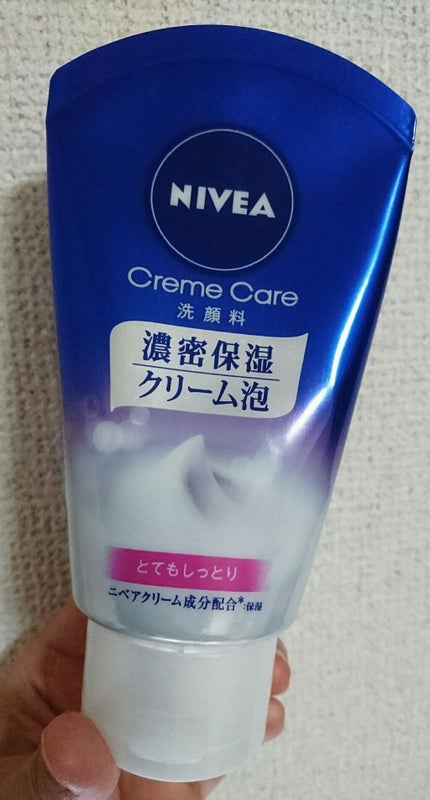 NIVEA
Creme Care
洗顔料
濃密保湿
クリーム泡
とてもしっとり
ニベアクリーム成分配合*:保湿